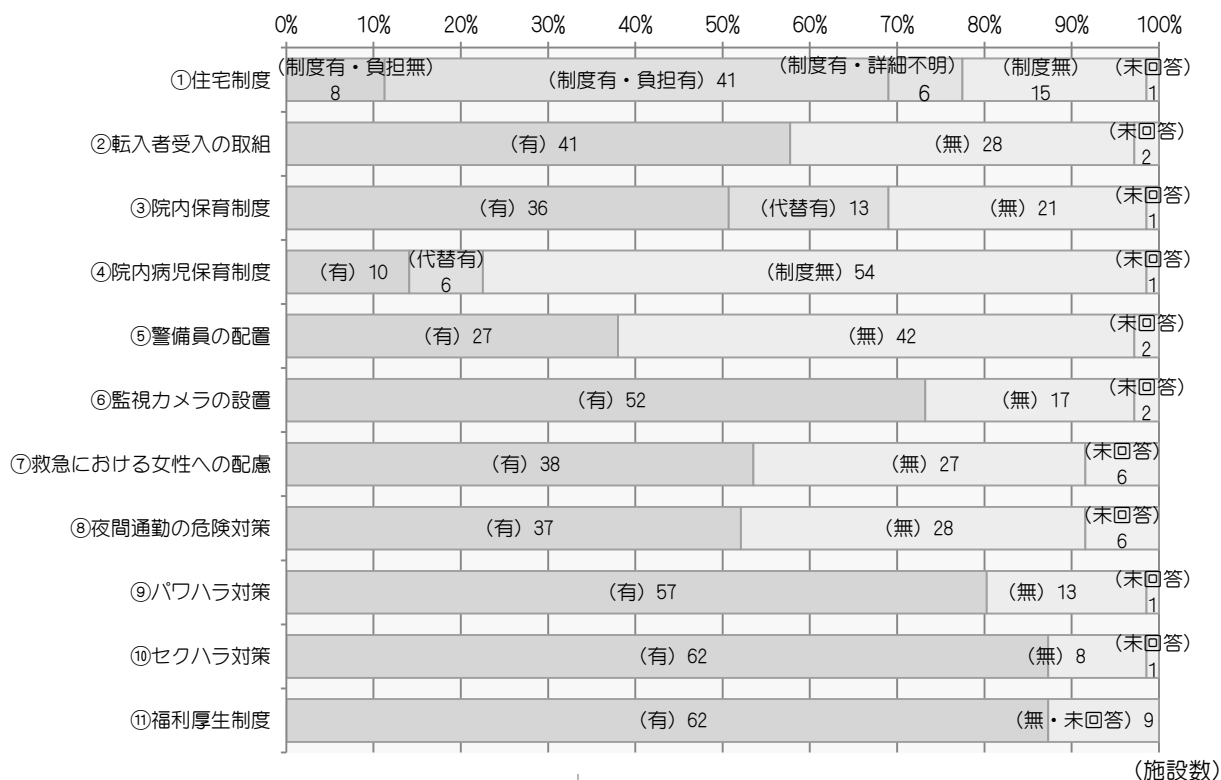 0% 10% 20% 30% 40% 50% 60% 70% 80% 90% 100%
①住宅制度 (制度有・負担無) 8 (制度有・負担有) 41 (制度有・詳細不明) 6 (制度無) 15 (未回答) 1
②転入者受入の取組 (有) 41 (無) 28 (未回答) 2
③院内保育制度 (有) 36 (代替有) 13 (無) 21 (未回答) 1
④院内病児保育制度 (有) 10 (代替有) 6 (制度無) 54 (未回答) 1
⑤警備員の配置 (有) 27 (無) 42 (未回答) 2
⑥監視カメラの設置 (有) 52 (無) 17 (未回答) 2
⑦救急における女性への配慮 (有) 38 (無) 27 (未回答) 6
⑧夜間通勤の危険対策 (有) 37 (無) 28 (未回答) 6
⑨パワハラ対策 (有) 57 (無) 13 (未回答) 1
⑩セクハラ対策 (有) 62 (無) 8 (未回答) 1
⑪福利厚生制度 (有) 62 (無・未回答) 9
(施設数)